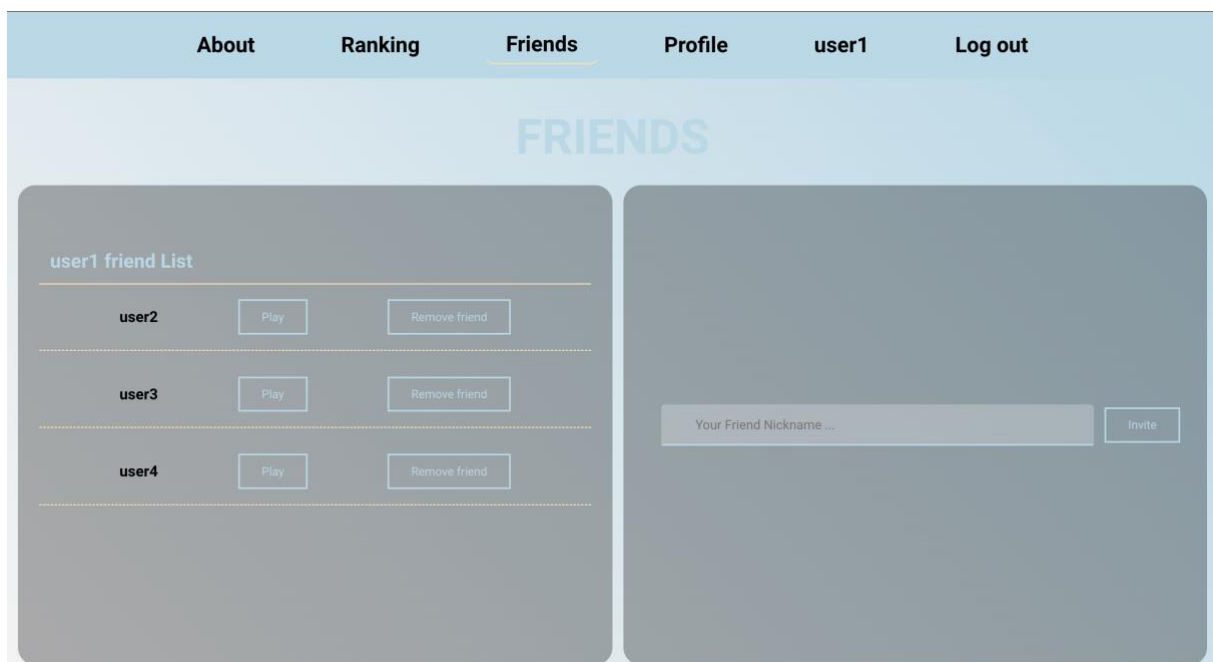 About Ranking Friends Profile user1 Log out
FRIENDS
user1 friend List
user2 Play Remove friend
user3 Play Remove friend
user4 Play Remove friend
Your Friend Nickname ... Invite